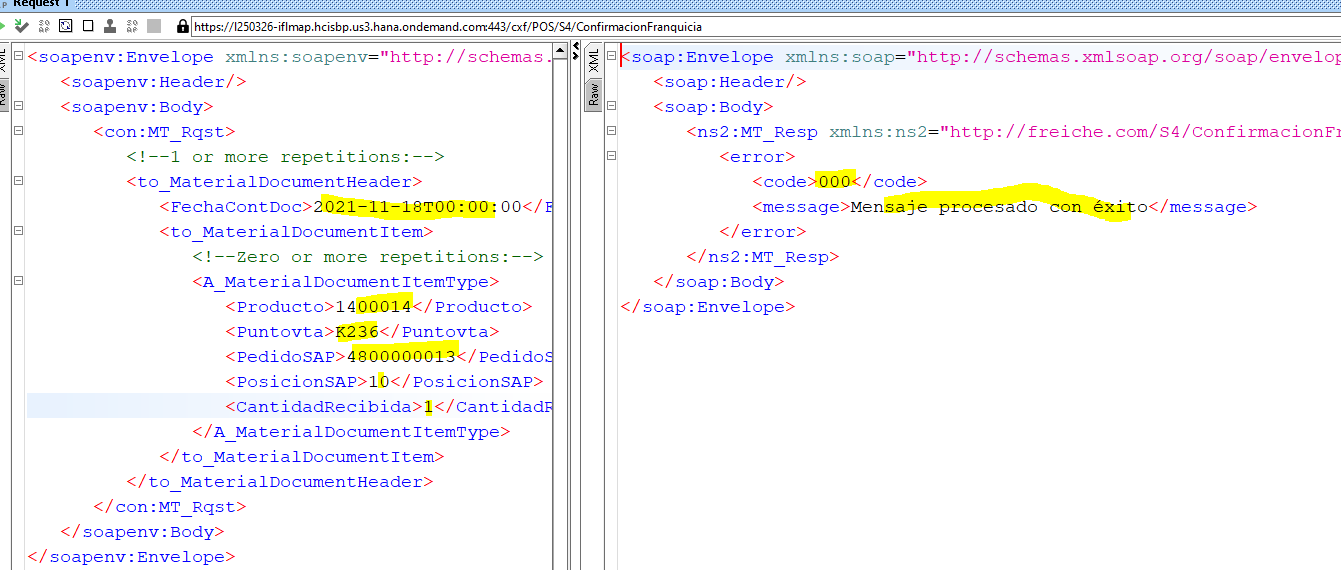 Request 1
https://l250326-iflmap.hcisbp.us3.hana.ondemand.com:443/cxf/POS/S4/ConfirmacionFranquicia
XML
Raw
<soapenv:Envelope xmlns:soapenv="http://schemas.
<soapenv:Header/>
<soapenv:Body>
<con:MT_Rqst>
<!--1 or more repetitions:-->
<to_MaterialDocumentHeader>
<FechaContDoc>2021-11-18T00:00:00</F
<to_MaterialDocumentItem>
<!--Zero or more repetitions:-->
<A_MaterialDocumentItemType>
<Producto>1400014</Producto>
<Puntovta>K236</Puntovta>
<PedidoSAP>4800000013</PedidoS
<PosicionSAP>10</PosicionSAP>
<CantidadRecibida>1</CantidadR
</A_MaterialDocumentItemType>
</to_MaterialDocumentItem>
</to_MaterialDocumentHeader>
</con:MT_Rqst>
</soapenv:Body>
</soapenv:Envelope>
XML
Raw
<soap:Envelope xmlns:soap="http://schemas.xmlsoap.org/soap/envelop
<soap:Header/>
<soap:Body>
<ns2:MT_Resp xmlns:ns2="http://freiche.com/S4/ConfirmacionFr
<error>
<code>000</code>
<message>Mensaje procesado con éxito</message>
</error>
</ns2:MT_Resp>
</soap:Body>
</soap:Envelope>